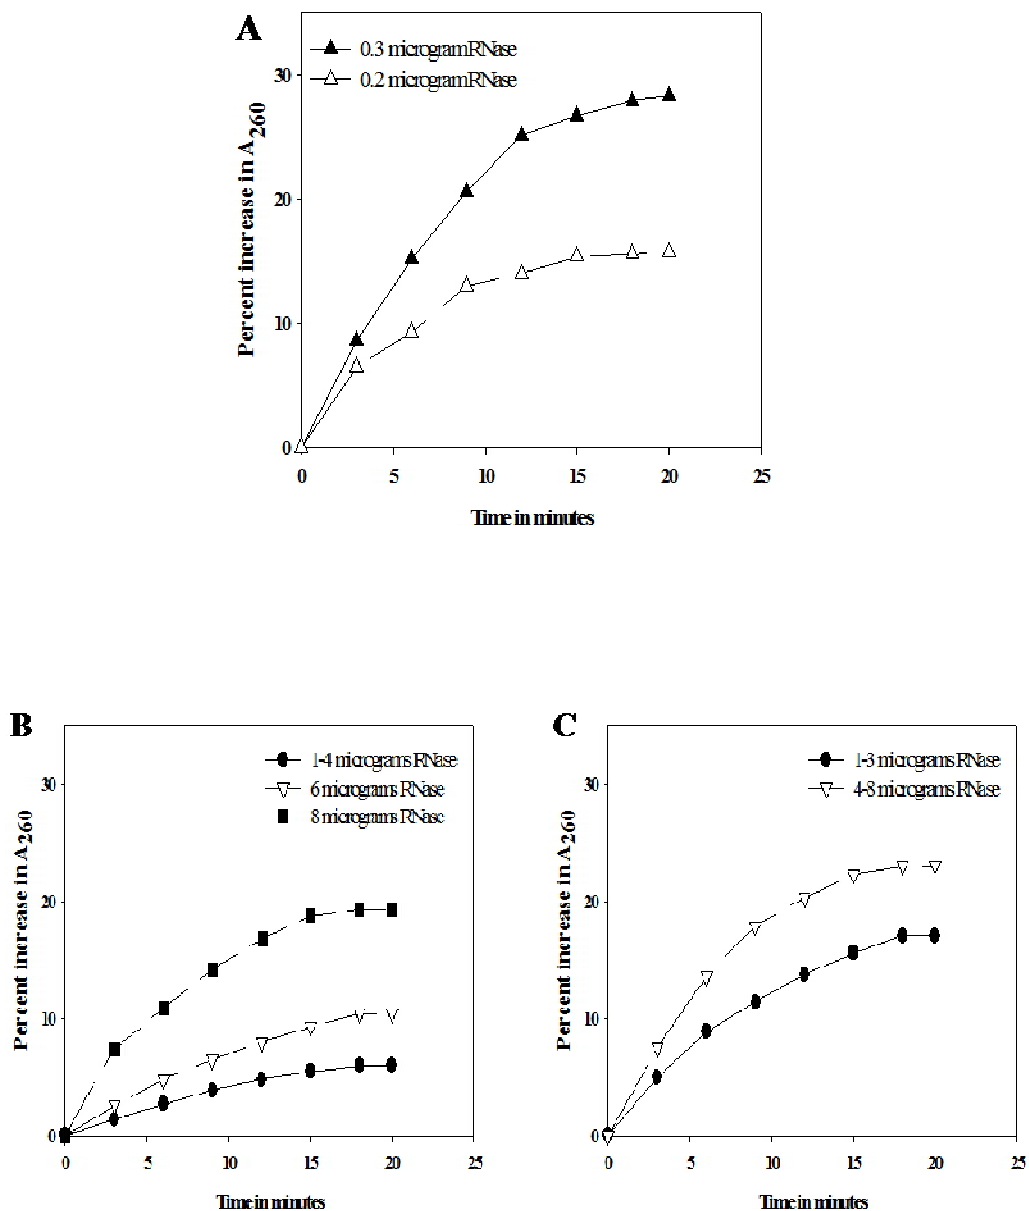 A
0.3 microgram RNase
0.2 microgram RNase
30
20
10
0
Percent increase in A260
0 5 10 15 20 25
Time in minutes
B
1-4 micrograms RNase
6 micrograms RNase
8 micrograms RNase
30
20
10
0
Percent increase in A260
0 5 10 15 20 25
Time in minutes
C
1-3 micrograms RNase
4-8 micrograms RNase
30
20
10
0
Percent increase in A260
0 5 10 15 20 25
Time in minutes